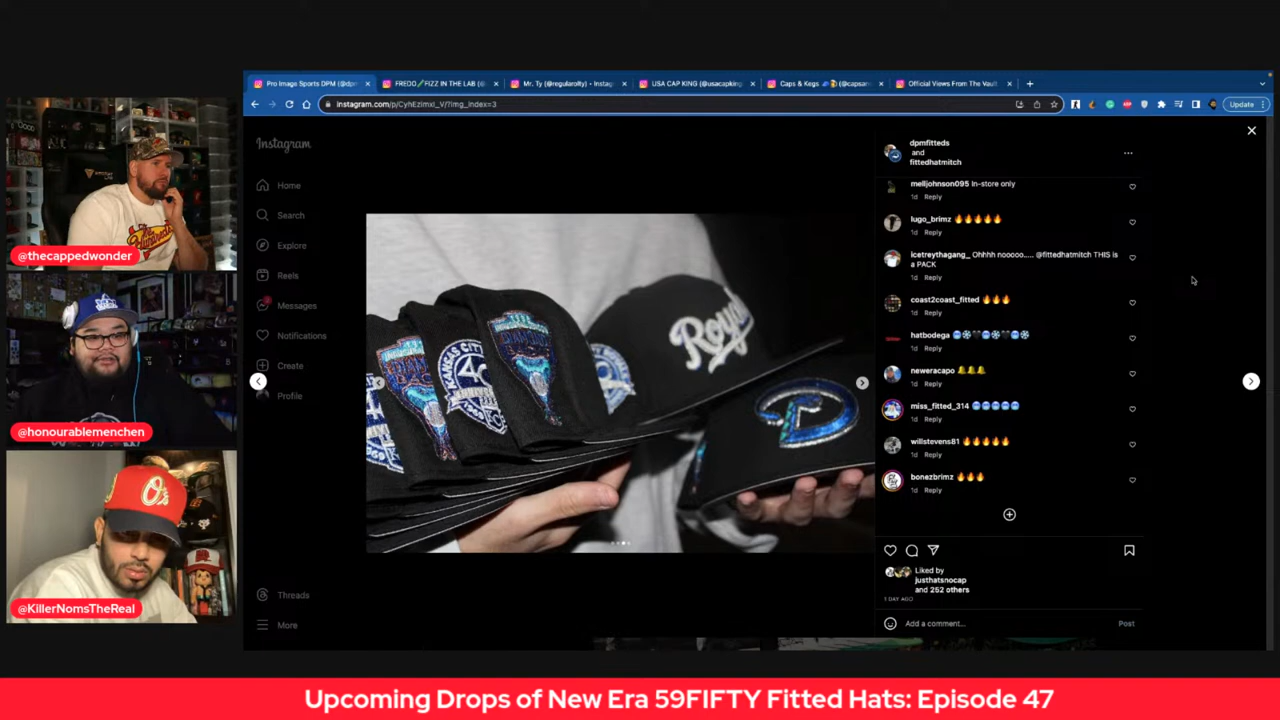 Pro Image Sports DPM (@dpm
FREDO
FIZZ IN THE LAB (@
Mr. Ty (@regularolty) • Instag
USA CAP KING (@usacapking
Caps & Kegs
(@capsan
Official Views From The Vault
instagram.com/p/CyhEzimxl_V/?img_index=3
Update
Instagram
Home
Search
Explore
Reels
Messages
Notifications
Create
Profile
Threads
More
dpmfitteds
and
fittedhatmitch
melljohnson095 In-store only
1d Reply
lugo_brimz 🔥🔥🔥🔥🔥
1d Reply
icetreythagang_ Ohhhh nooooo..... @fittedhatmitch THIS is
a PACK
1d Reply
coast2coast_fitted 🔥🔥🔥
1d Reply
hatbodega 🥶❄️🖤🥶❄️🖤🥶❄️
1d Reply
neweracapo 🔔🔔🔔
1d Reply
miss_fitted_314 🥶🥶🥶🥶🥶
1d Reply
willstevens81 🔥🔥🔥🔥🔥
1d Reply
bonezbrimz 🔥🔥🔥
1d Reply
Liked by
justhatsnocap
and 252 others
1 DAY AGO
Add a comment...
Post
Royals
KANSAS CITY
40
1969
D
@thecappedwonder
@honourablemenchen
O's
@KillerNomsTheReal
Upcoming Drops of New Era 59FIFTY Fitted Hats: Episode 47